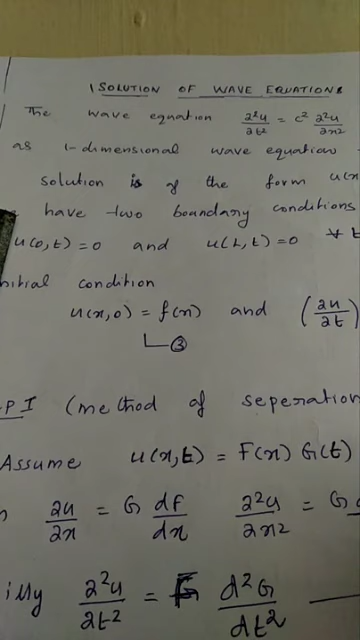 SOLUTION OF WAVE EQUATION
The wave equation ∂²u/∂t² = c² ∂²u/∂x²
as 1-dimensional wave equation
solution is of the form u(x
have two boundary conditions
u(0,t)=0 and u(L,t)=0 ∀ t
nitial condition
u(x,0) = f(x) and (∂u/∂t)
③
P I (method of seperation
Assume u(x,t) = F(x) G(t)
∂u/∂x = G dF/dx ∂²u/∂x² = G
illy ∂²u/∂t² = F d²G/dt²